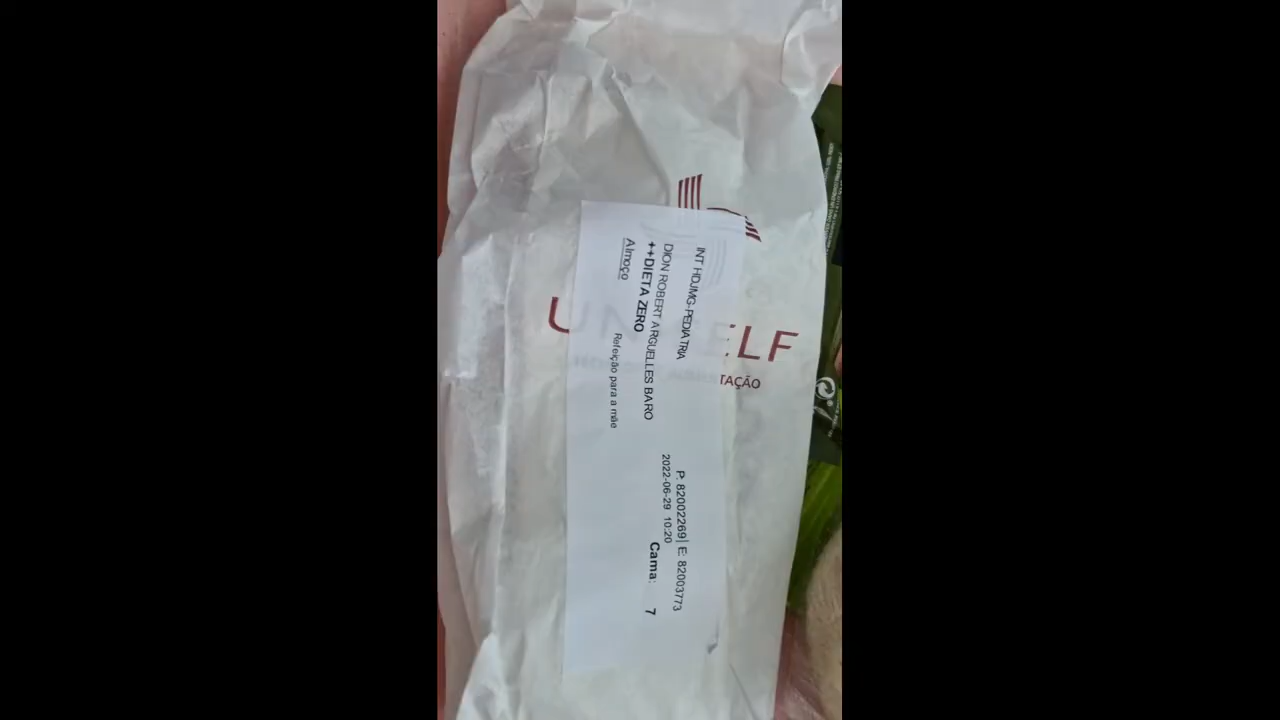 INT HDJMG-PEDIATRIA
P: 82002269| E: 82003773
DION ROBERT ARGUELLES BARO
2022-06-29 10:20
++DIETA ZERO
Cama: 7
Almoço
Refeição para a mãe
ELF
TAÇÃO